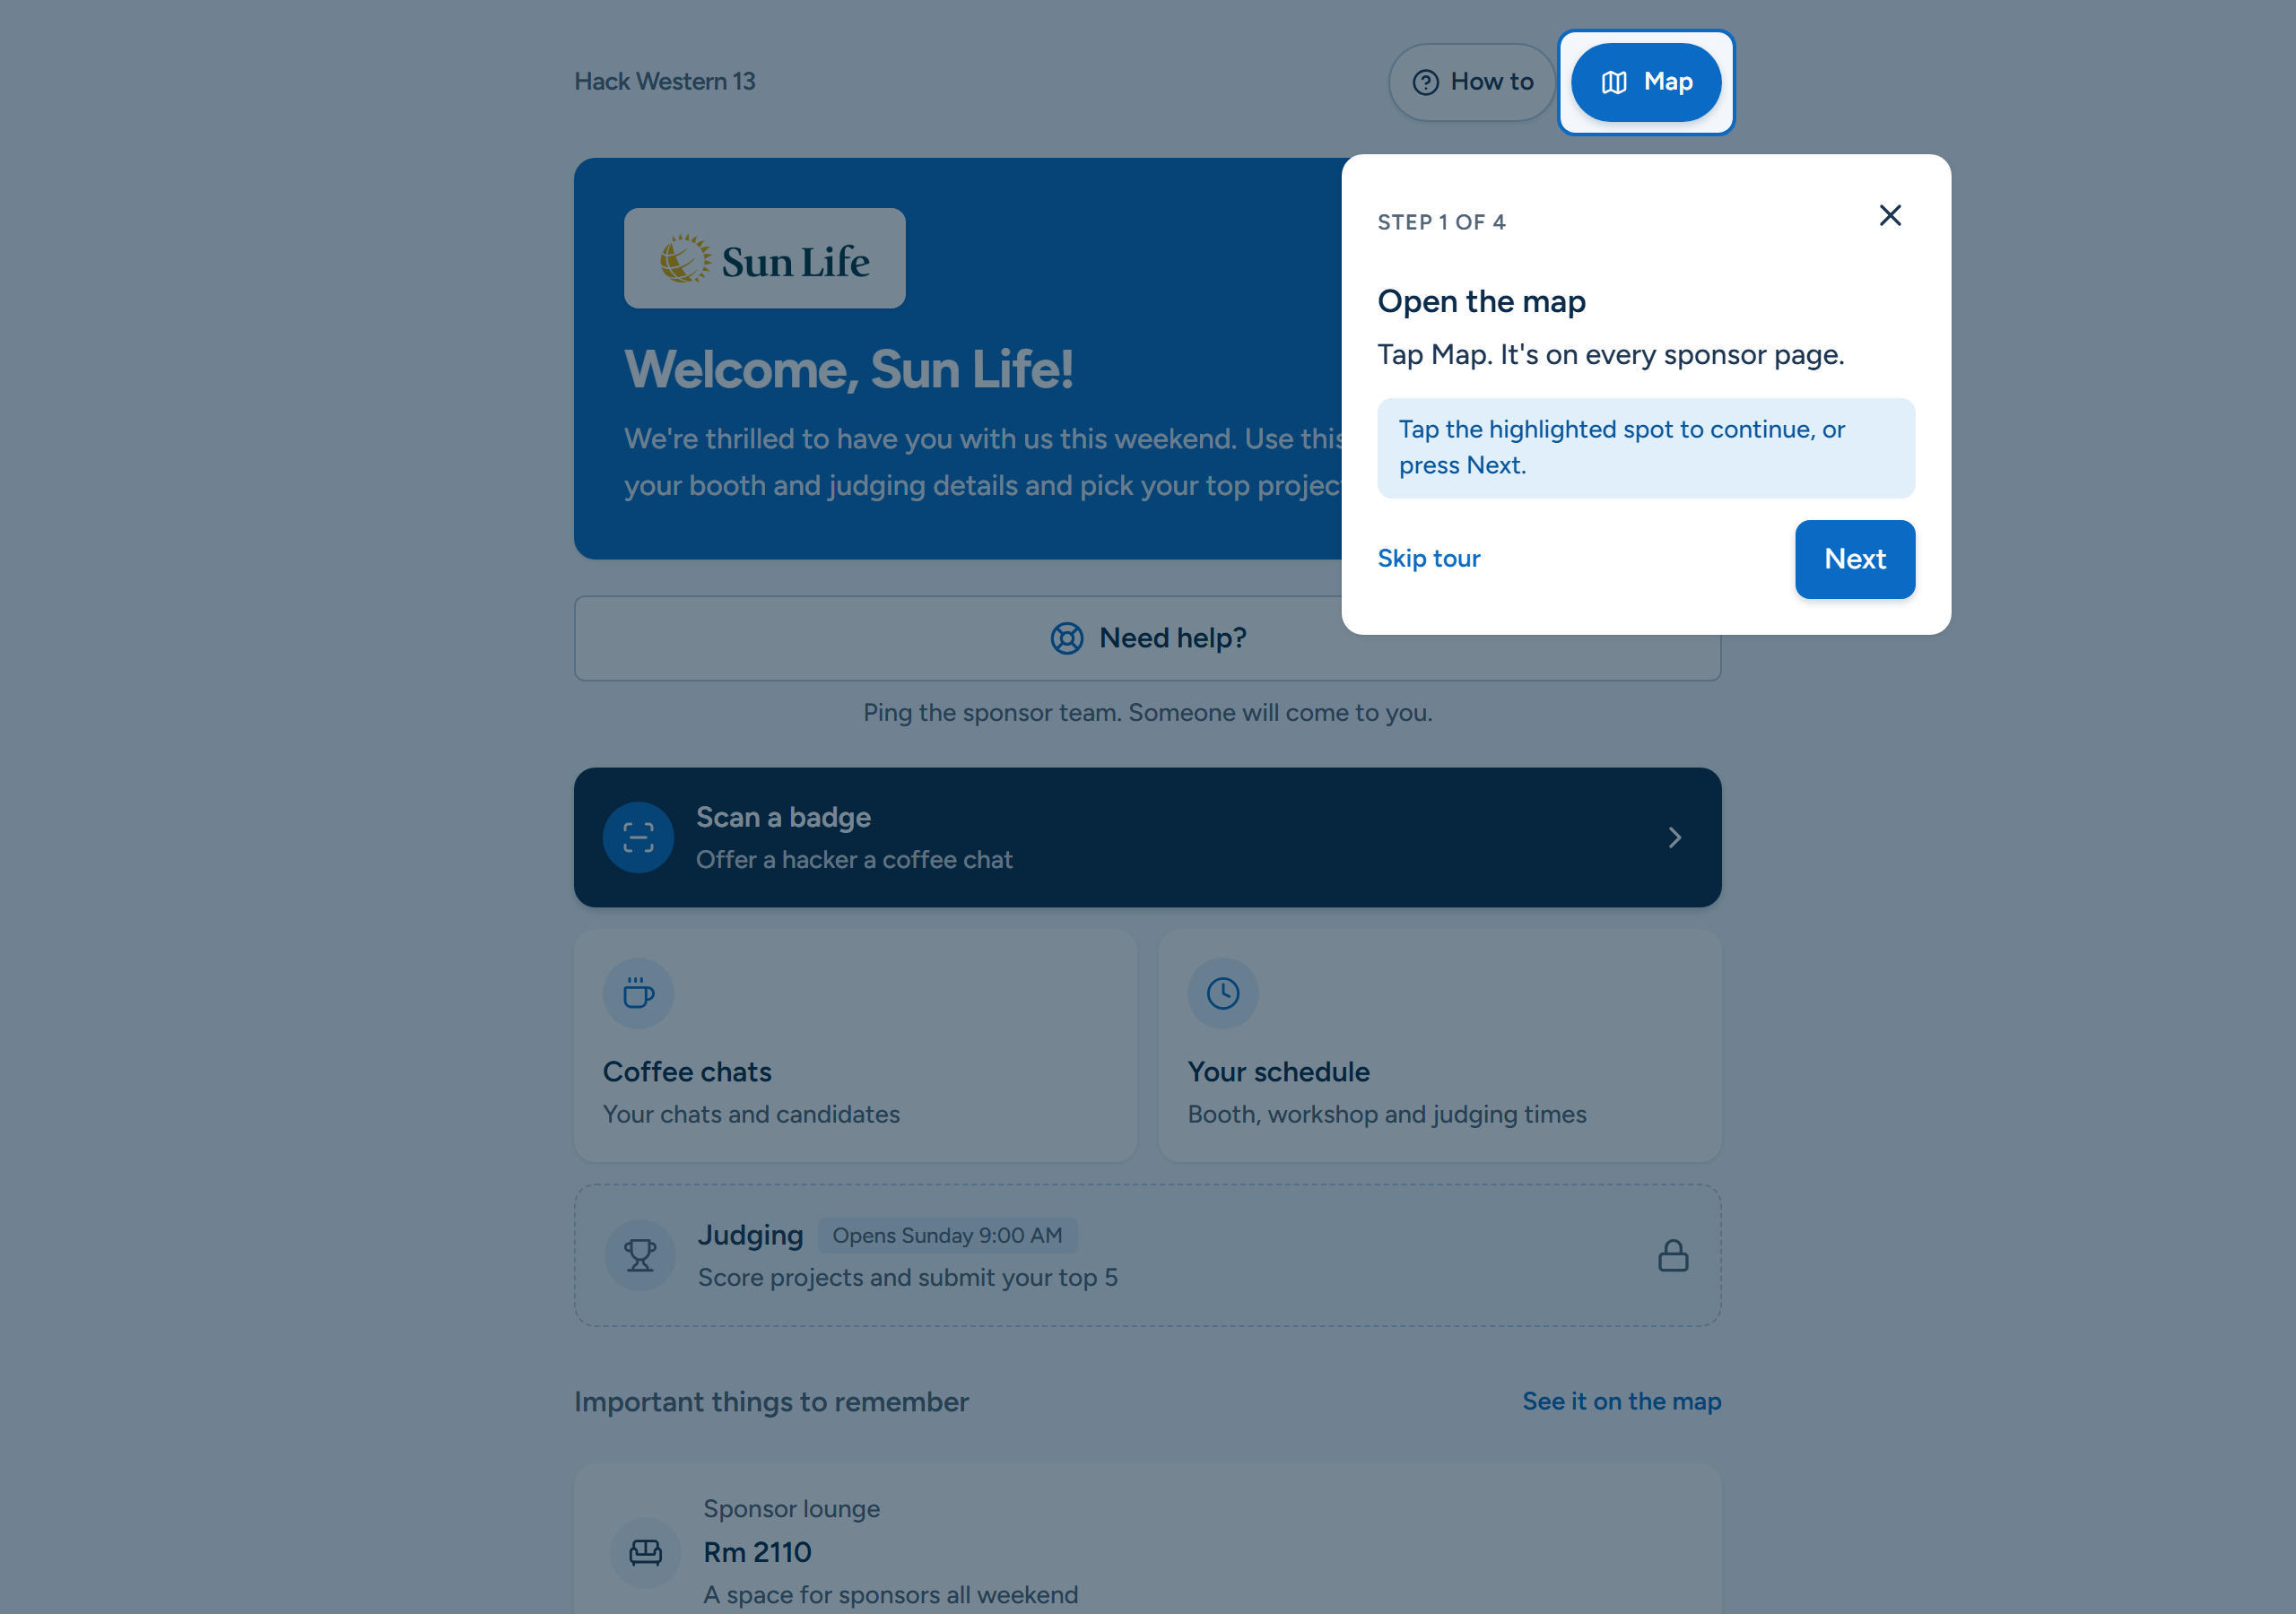 Hack Western 13
How to
Map
Sun Life
Welcome, Sun Life!
We're thrilled to have you with us this weekend. Use this
your booth and judging details and pick your top
STEP 1 OF 4
Open the map
Tap Map. It's on every sponsor page.
Tap the highlighted spot to continue, or
press Next.
Skip tour
Next
Need help?
Ping the sponsor team. Someone will come to you.
Scan a badge
Offer a hacker a coffee chat
Coffee chats
Your chats and candidates
Your schedule
Booth, workshop and judging times
Judging
Opens Sunday 9:00 AM
Score projects and submit your top 5
Important things to remember
See it on the map
Sponsor lounge
Rm 2110
A space for sponsors all weekend